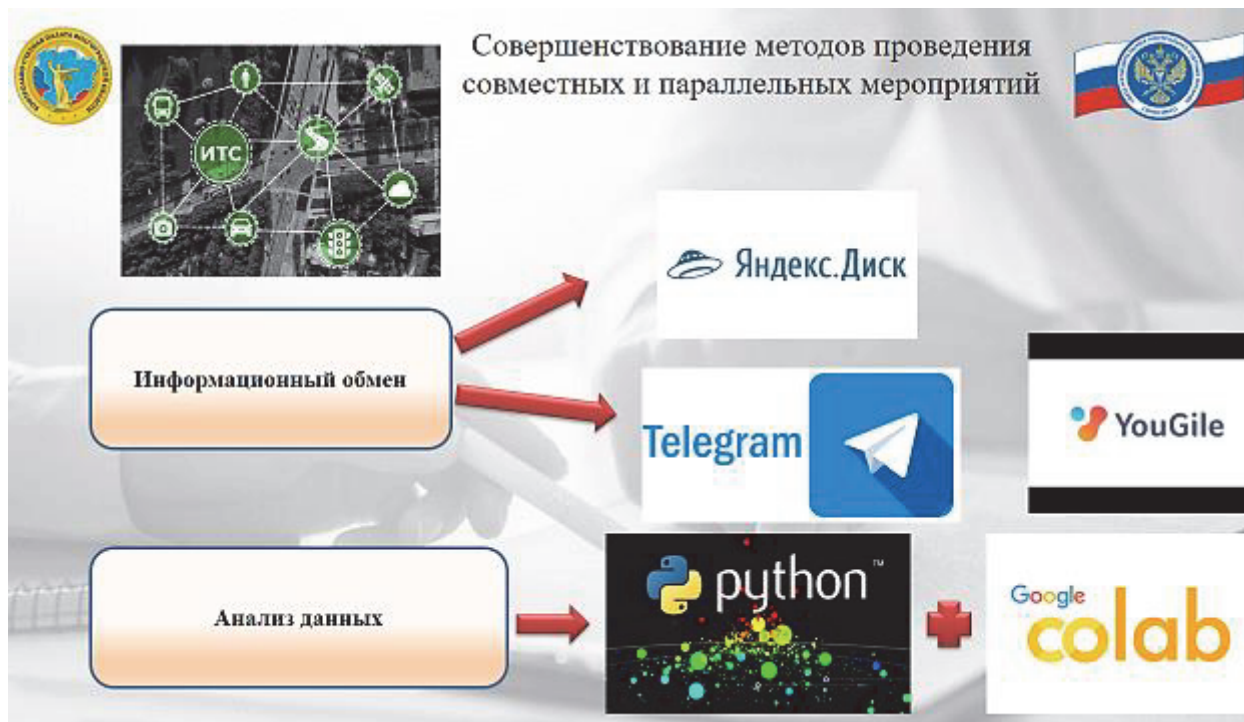 Совершенствование методов проведения
совместных и параллельных мероприятий
ИТС
Яндекс.Диск
Информационный обмен
Telegram
YouGile
python™
Анализ данных
Google
colab